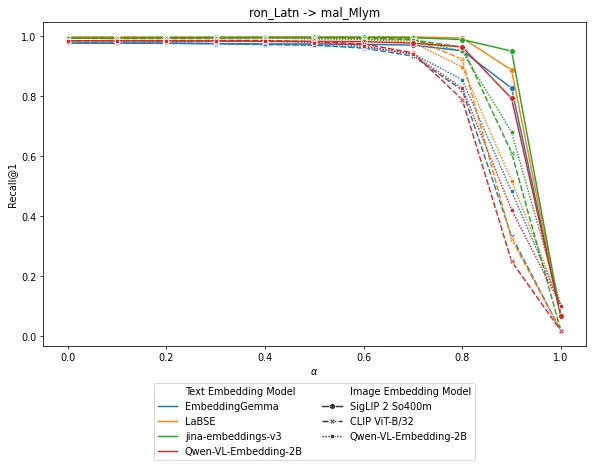 ron_Latn -> mal_Mlym
Recall@1
1.0
0.8
0.6
0.4
0.2
0.0
0.0 0.2 0.4 0.6 0.8 1.0
α
Text Embedding Model
EmbeddingGemma
LaBSE
jina-embeddings-v3
Qwen-VL-Embedding-2B
Image Embedding Model
SigLIP 2 So400m
CLIP ViT-B/32
Qwen-VL-Embedding-2B